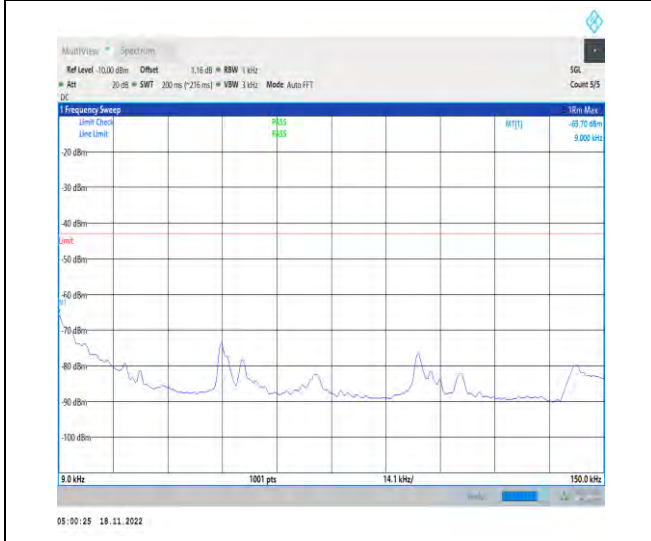 MultiView Spectrum
Ref Level -10.00 dBm Offset 1.16 dB RBW 1 kHz SGL
Att 20 dB SWT 200 ms (~216 ms) VBW 3 kHz Mode Auto FFT Count 5/5
DC
1 Frequency Sweep 1Rm Max
Limit Check PASS M1[1] -65.70 dBm
Line Limit PASS 9.000 kHz
-20 dBm
-30 dBm
-40 dBm
Limit
-50 dBm
-60 dBm
M1
-70 dBm
-80 dBm
-90 dBm
-100 dBm
9.0 kHz 1001 pts 14.1 kHz/ 150.0 kHz
05:00:25 18.11.2022